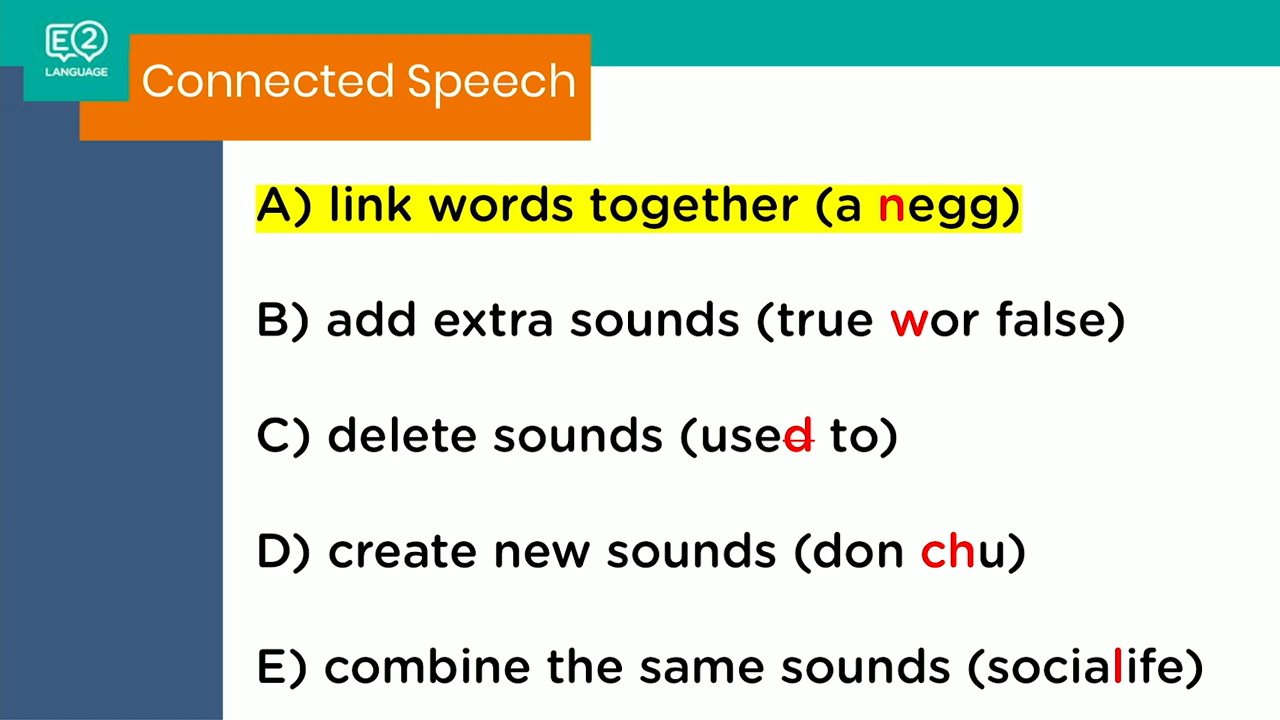 E2
LANGUAGE
Connected Speech
A) link words together (a negg)
B) add extra sounds (true wor false)
C) delete sounds (used to)
D) create new sounds (don chu)
E) combine the same sounds (socialife)